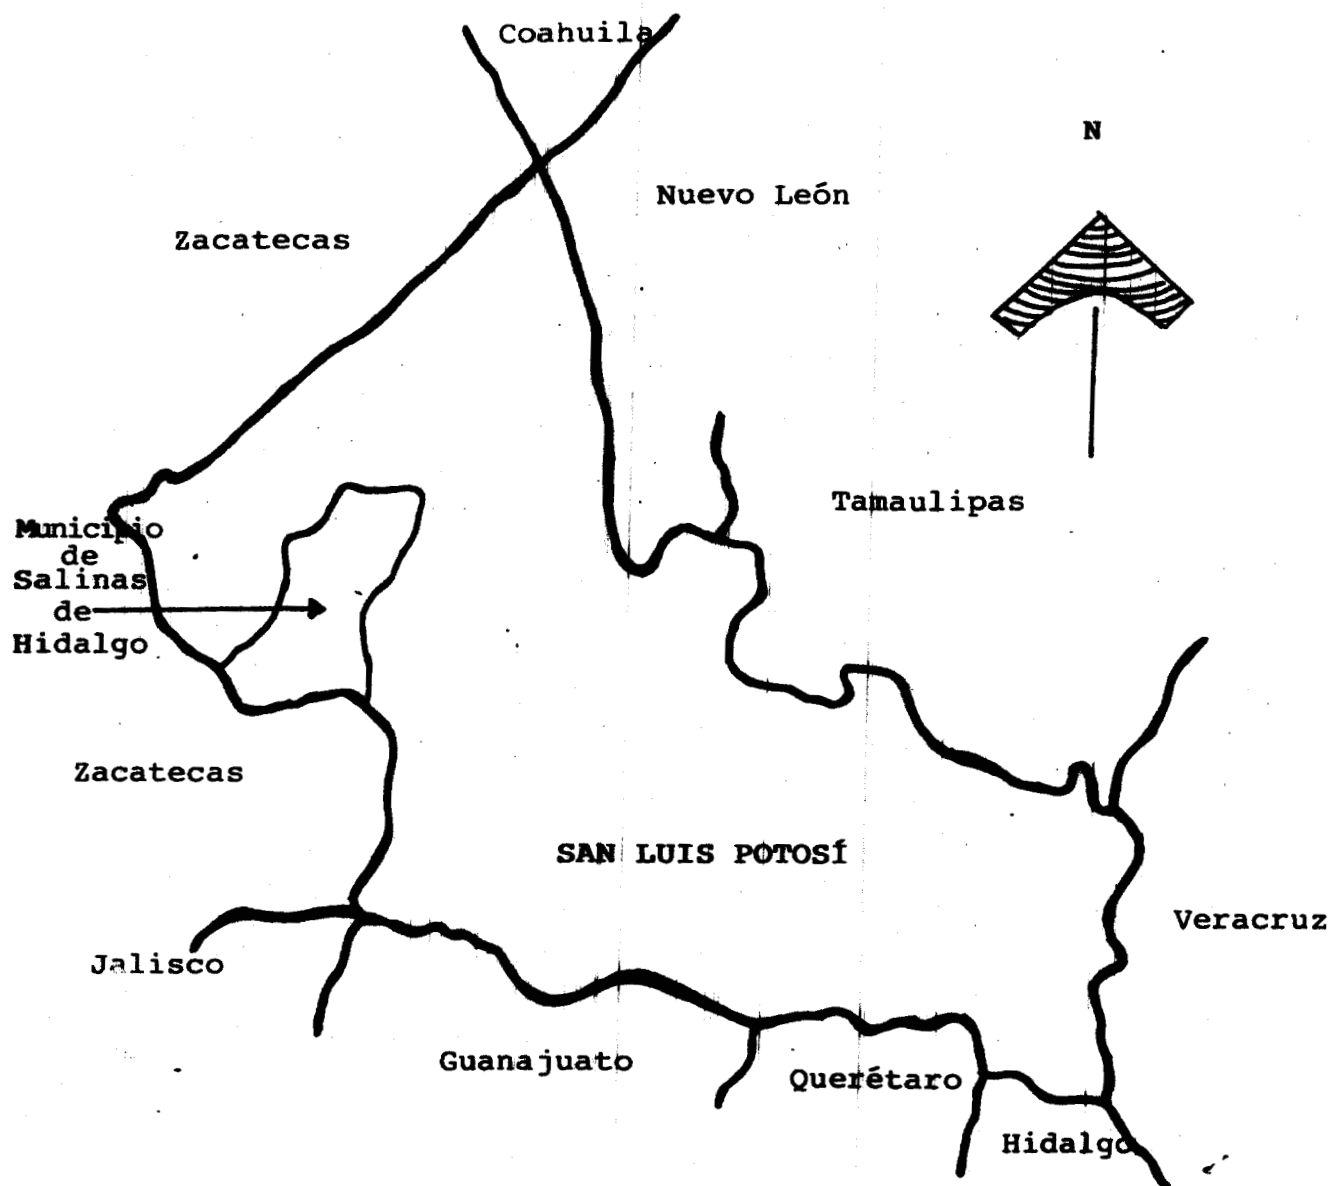 Coahuila
N
Nuevo León
Zacatecas
Tamaulipas
Municipio
de
Salinas
de
Hidalgo
Zacatecas
SAN LUIS POTOSÍ
Veracruz
Jalisco
Guanajuato
Querétaro
Hidalgo